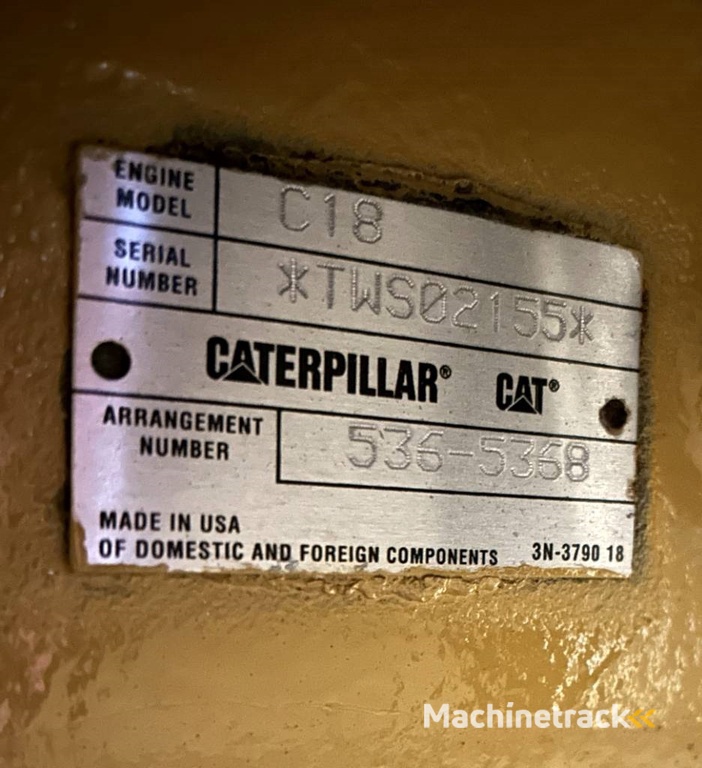 ENGINE MODEL C18
SERIAL NUMBER *TWS02155*
CATERPILLAR® CAT®
ARRANGEMENT NUMBER 536-5368
MADE IN USA
OF DOMESTIC AND FOREIGN COMPONENTS 3N-3790 18
Machinetrack